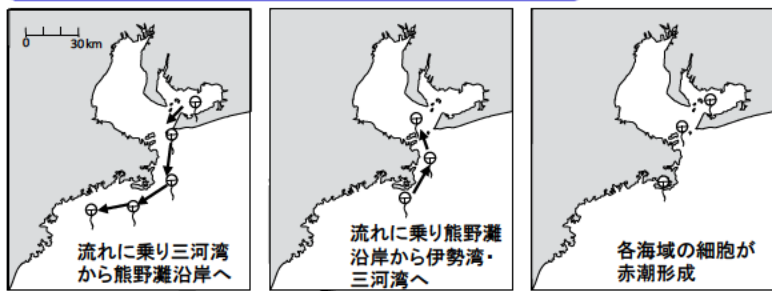 0 30km
流れに乗り三河湾
から熊野灘沿岸へ
流れに乗り熊野灘
沿岸から伊勢湾・
三河湾へ
各海域の細胞が
赤潮形成